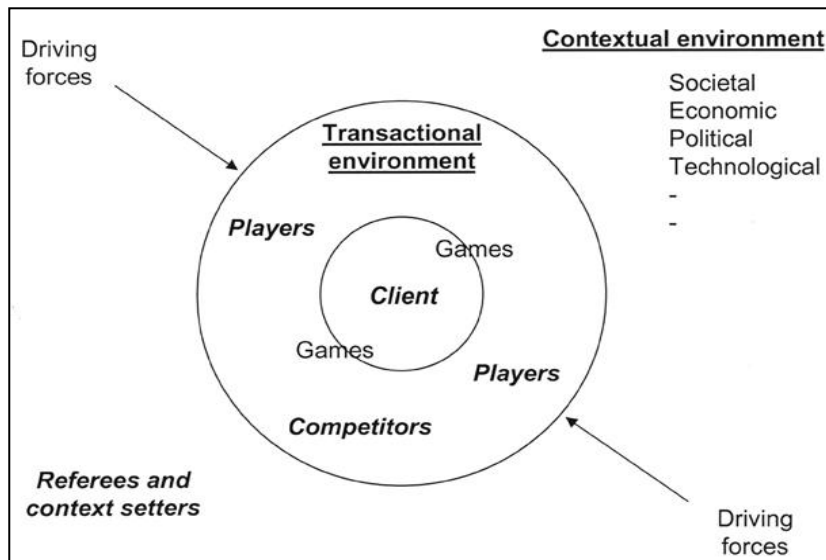 Driving
forces
Contextual environment
Societal
Economic
Political
Technological
-
-
Transactional
environment
Players
Games
Client
Games
Players
Competitors
Referees and
context setters
Driving
forces